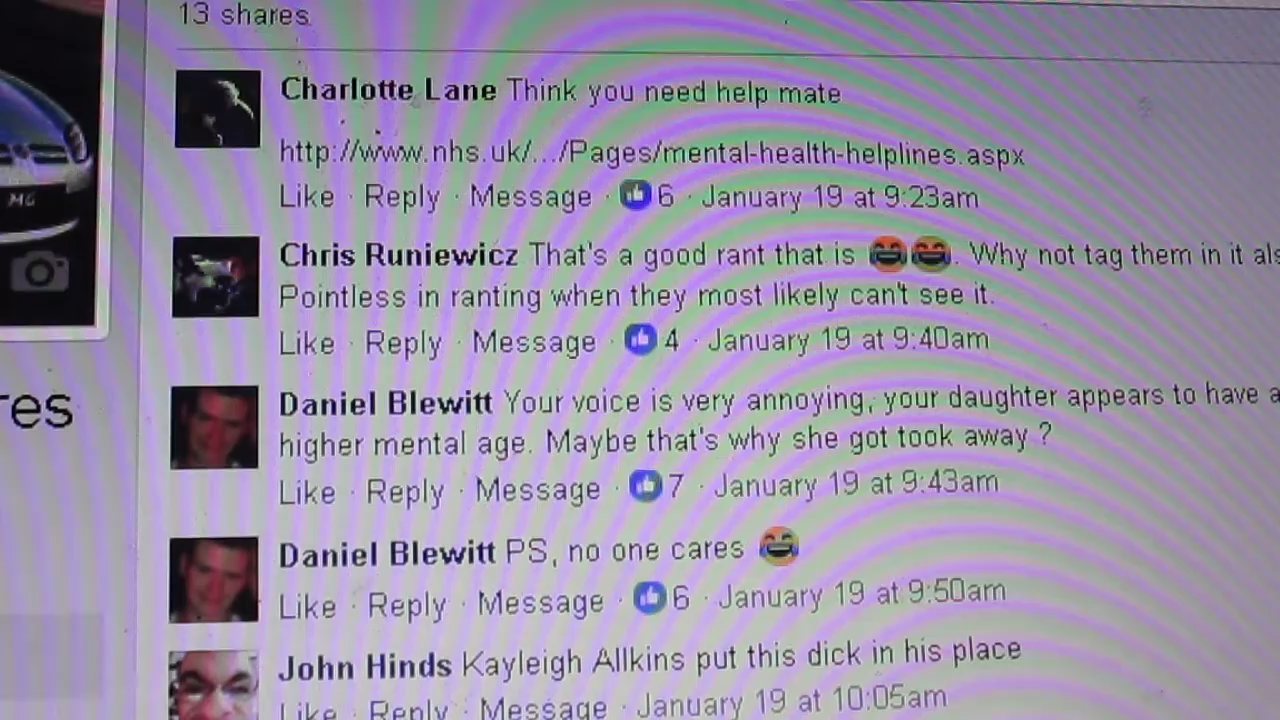 13 shares
Charlotte Lane Think you need help mate
http://www.nhs.uk/.../Pages/mental-health-helplines.aspx
Like · Reply · Message · 6 · January 19 at 9:23am
MG
Chris Runiewicz That's a good rant that is 😄😄. Why not tag them in it
Pointless in ranting when they most likely can't see it.
Like · Reply · Message · 4 · January 19 at 9:40am
res
Daniel Blewitt Your voice is very annoying, your daughter appears to have a
higher mental age. Maybe that's why she got took away ?
Like · Reply · Message · 7 · January 19 at 9:43am
Daniel Blewitt PS, no one cares 😄
Like · Reply · Message · 6 · January 19 at 9:50am
John Hinds Kayleigh Allkins put this dick in his place
Like · Reply · Message · January 19 at 10:05am